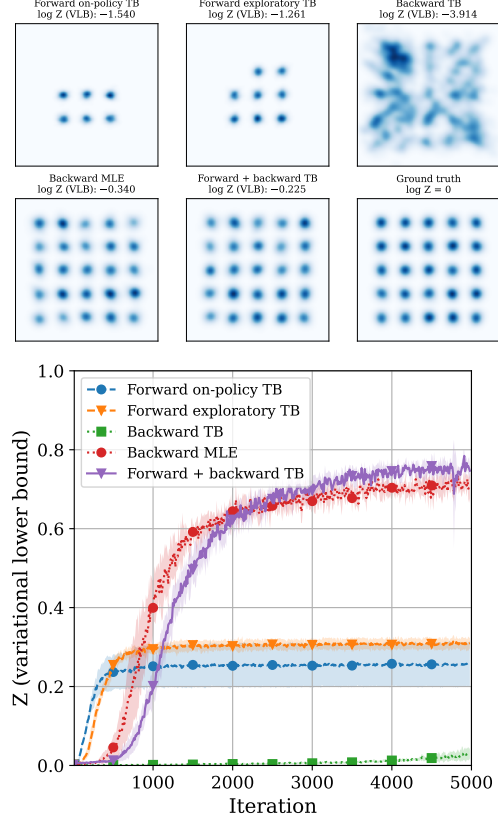 Forward on-policy TB
log Z (VLB): −1.540
Forward exploratory TB
log Z (VLB): −1.261
Backward TB
log Z (VLB): −3.914
Backward MLE
log Z (VLB): −0.340
Forward + backward TB
log Z (VLB): −0.225
Ground truth
log Z = 0
Z (variational lower bound)
1.0
0.8
0.6
0.4
0.2
0.0
Forward on-policy TB
Forward exploratory TB
Backward TB
Backward MLE
Forward + backward TB
1000
2000
3000
4000
5000
Iteration